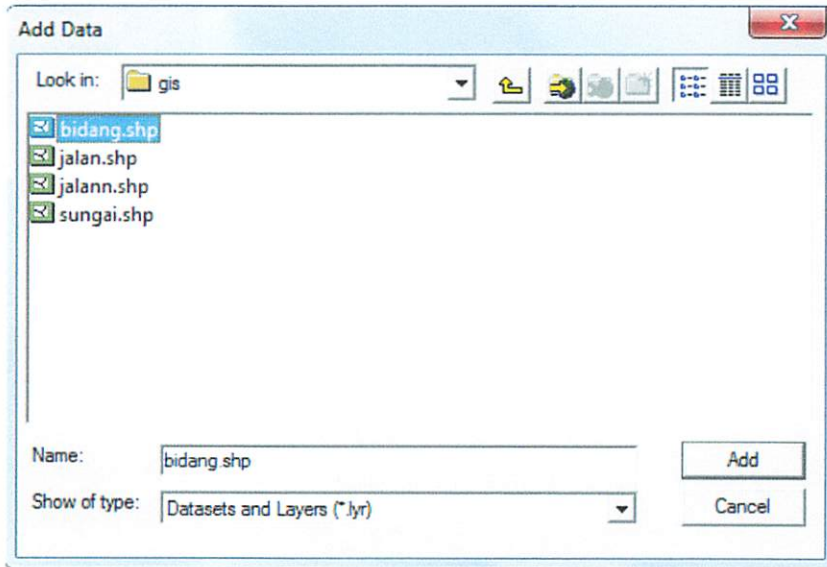 Add Data
Look in: gis
bidang.shp
jalan.shp
jalann.shp
sungai.shp
Name: bidang.shp Add
Show of type: Datasets and Layers (*.lyr) Cancel